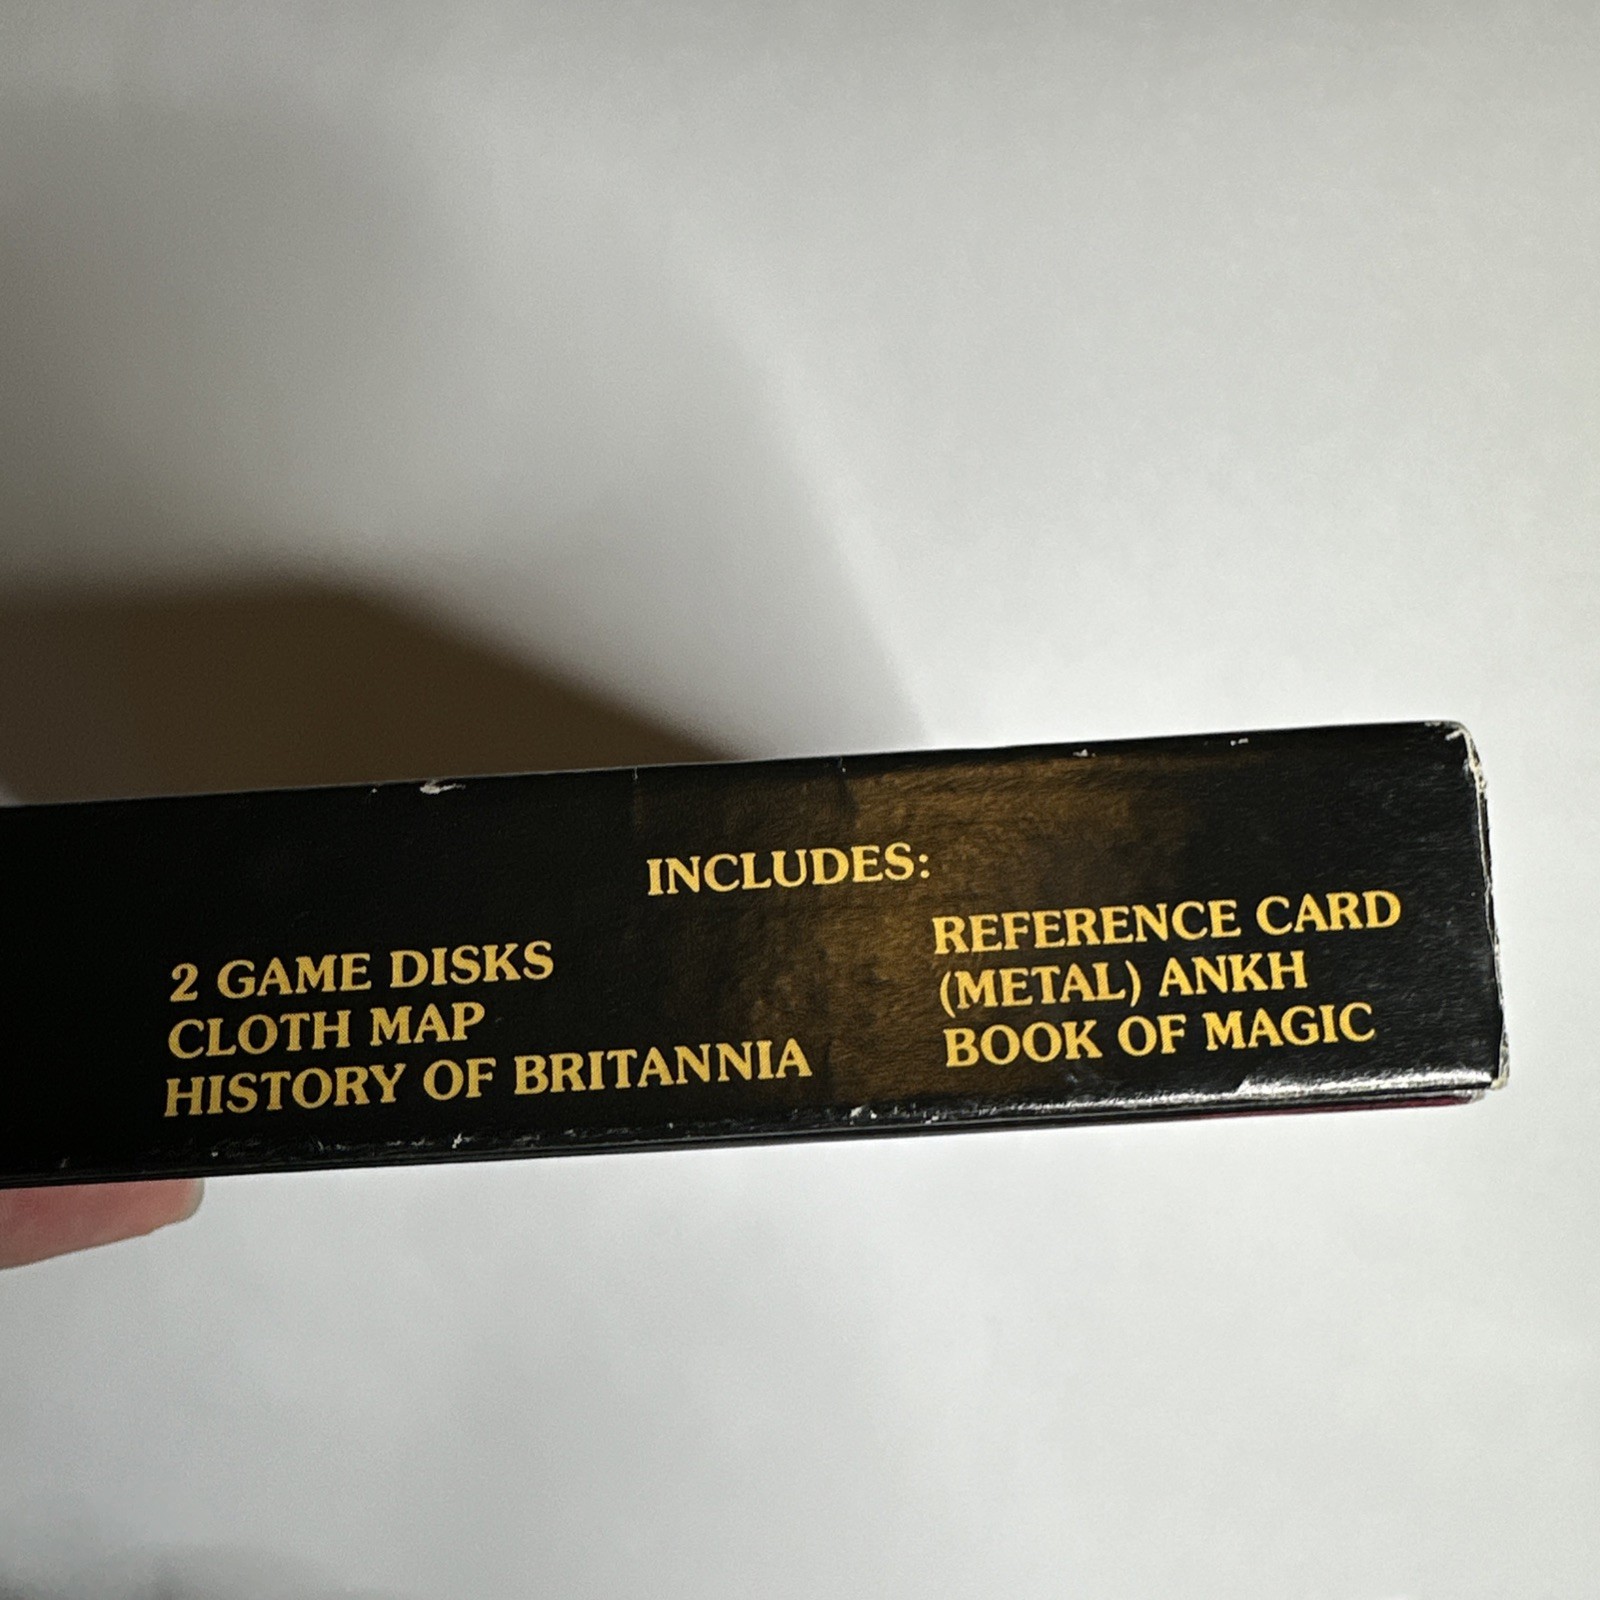 INCLUDES:
2 GAME DISKS
CLOTH MAP
HISTORY OF BRITANNIA
REFERENCE CARD
(METAL) ANKH
BOOK OF MAGIC